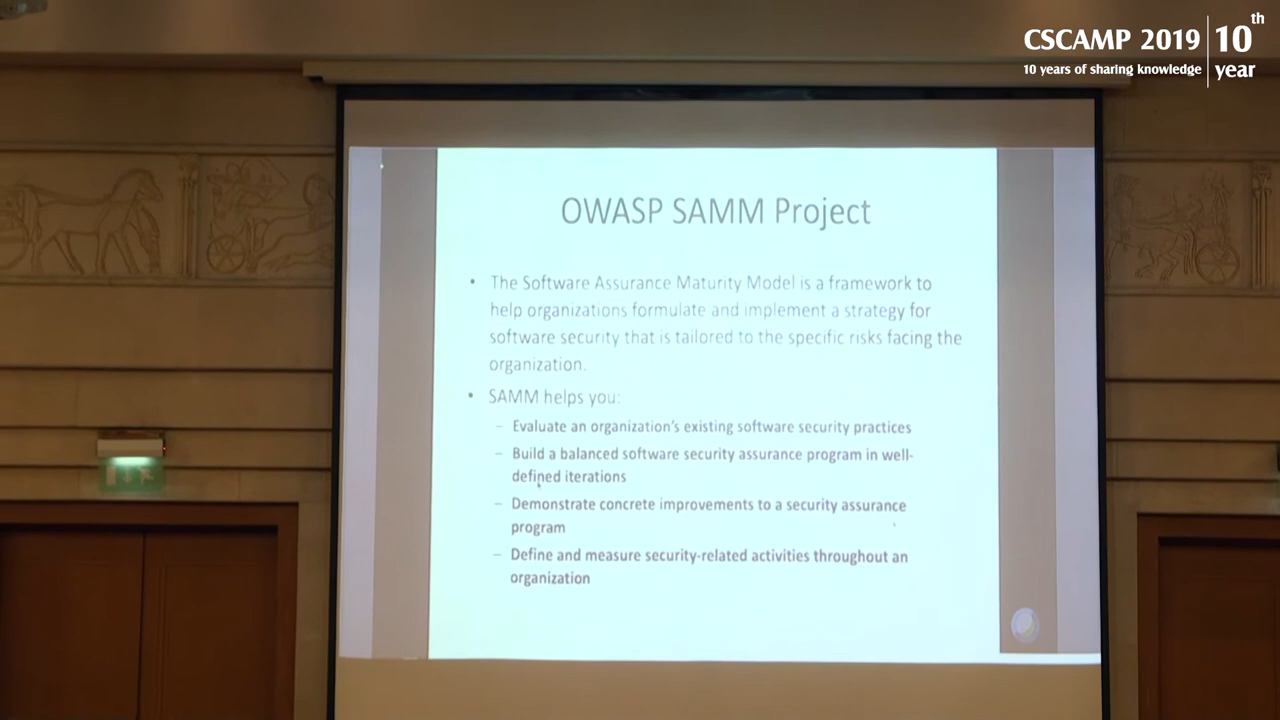 CSCAMP 2019
10 years of sharing knowledge
10th
year
OWASP SAMM Project
• The Software Assurance Maturity Model is a framework to
help organizations formulate and implement a strategy for
software security that is tailored to the specific risks facing the
organization.
• SAMM helps you:
– Evaluate an organization's existing software security practices
– Build a balanced software security assurance program in well-
defined iterations
– Demonstrate concrete improvements to a security assurance
program
– Define and measure security-related activities throughout an
organization